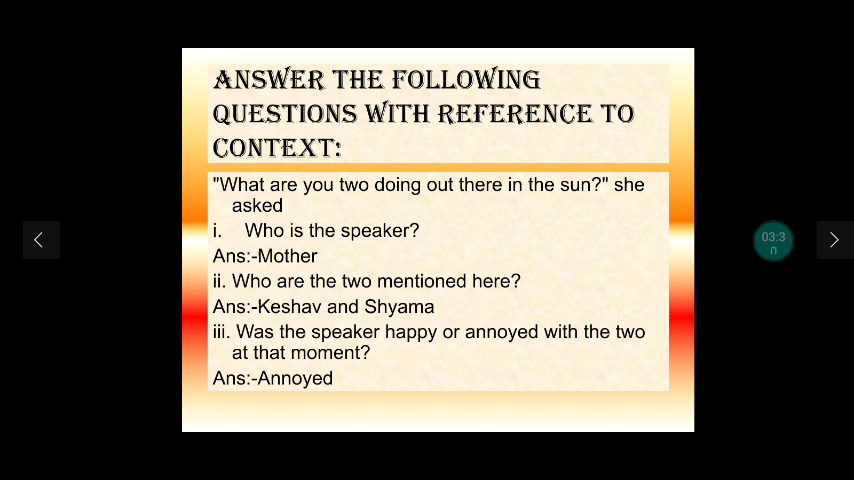 ANSWER THE FOLLOWING
QUESTIONS WITH REFERENCE TO
CONTEXT:
"What are you two doing out there in the sun?" she
asked
i. Who is the speaker?
Ans:-Mother
ii. Who are the two mentioned here?
Ans:-Keshav and Shyama
iii. Was the speaker happy or annoyed with the two
at that moment?
Ans:-Annoyed
03:3